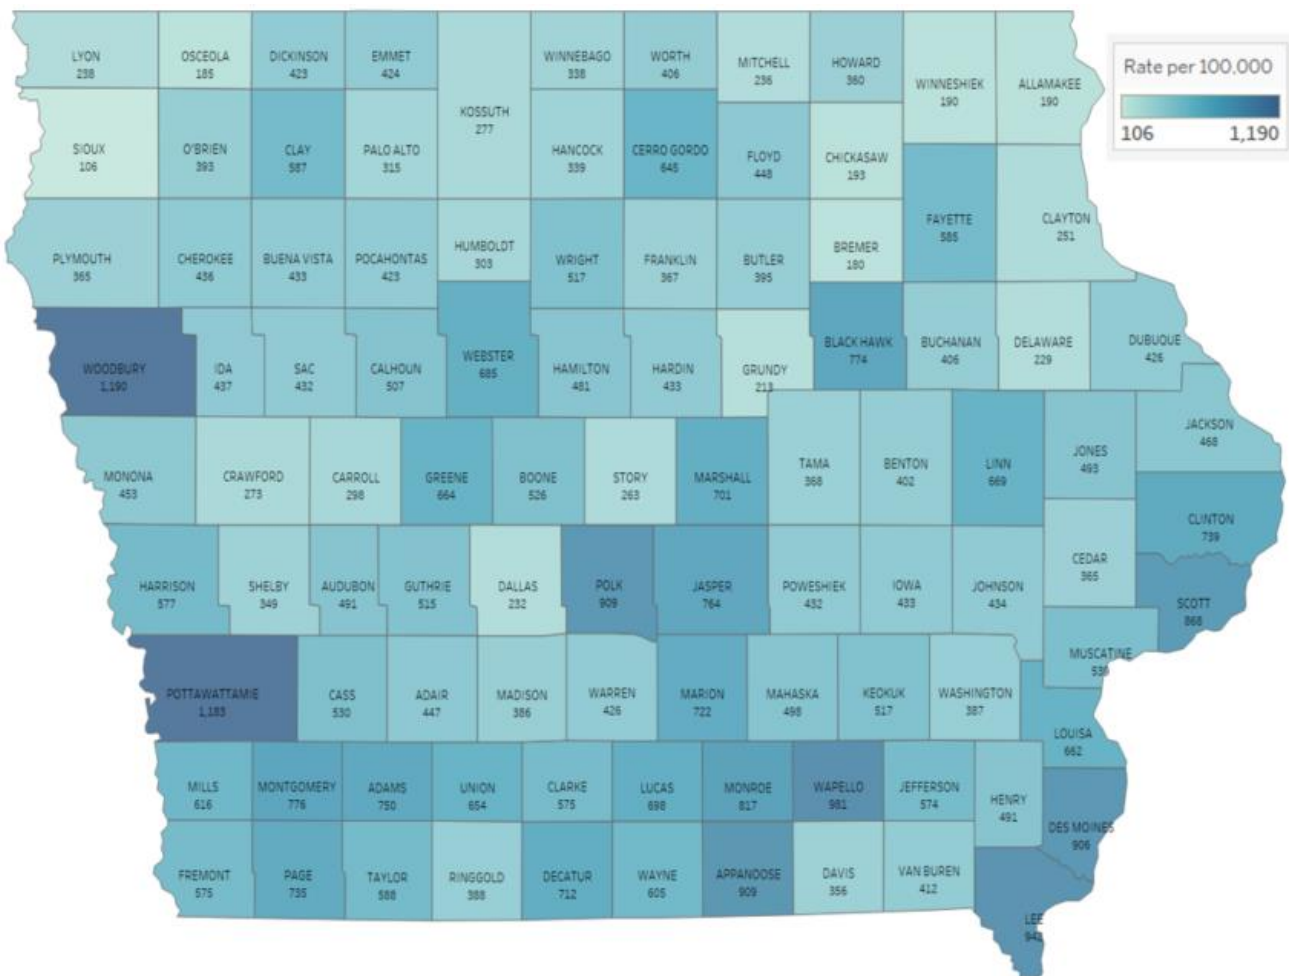 LYON
238
OSCEOLA
185
DICKINSON
423
EMMET
424
KOSSUTH
277
WINNEBAGO
338
WORTH
406
MITCHELL
236
HOWARD
360
WINNESHIEK
190
ALLAMAKEE
190
Rate per 100,000
106 1,190
SIOUX
106
O'BRIEN
393
CLAY
587
PALO ALTO
315
HANCOCK
339
CERRO GORDO
645
FLOYD
448
CHICKASAW
193
FAYETTE
585
CLAYTON
251
PLYMOUTH
365
CHEROKEE
436
BUENA VISTA
433
POCAHONTAS
423
HUMBOLDT
303
WRIGHT
517
FRANKLIN
367
BUTLER
395
BREMER
180
WOODBURY
1,190
IDA
437
SAC
432
CALHOUN
507
WEBSTER
685
HAMILTON
481
HARDIN
433
GRUNDY
213
BLACK HAWK
774
BUCHANAN
406
DELAWARE
229
DUBUQUE
426
MONONA
453
CRAWFORD
273
CARROLL
298
GREENE
664
BOONE
526
STORY
263
MARSHALL
701
TAMA
368
BENTON
402
LINN
669
JONES
493
JACKSON
468
CLINTON
739
HARRISON
577
SHELBY
349
AUDUBON
491
GUTHRIE
515
DALLAS
232
POLK
909
JASPER
764
POWESHIEK
432
IOWA
433
JOHNSON
434
CEDAR
365
SCOTT
868
MUSCATINE
539
POTTAWATTAMIE
1,183
CASS
530
ADAIR
447
MADISON
386
WARREN
426
MARION
722
MAHASKA
498
KEOKUK
517
WASHINGTON
387
LOUISA
662
MILLS
616
MONTGOMERY
776
ADAMS
750
UNION
654
CLARKE
575
LUCAS
698
MONROE
817
WAPELLO
981
JEFFERSON
574
HENRY
491
DES MOINES
906
FREMONT
575
PAGE
735
TAYLOR
588
RINGGOLD
388
DECATUR
712
WAYNE
605
APPANOOSE
909
DAVIS
356
VAN BUREN
412
LEE